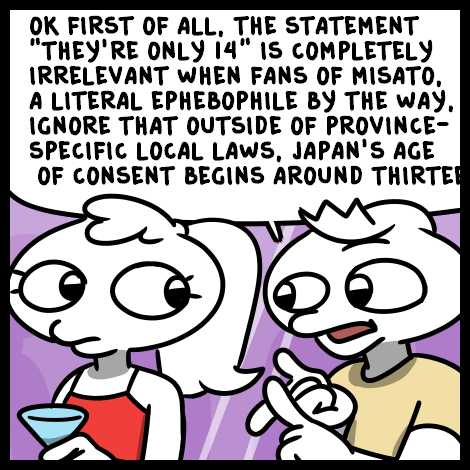 OK FIRST OF ALL, THE STATEMENT
"THEY'RE ONLY 14" IS COMPLETELY
IRRELEVANT WHEN FANS OF MISATO,
A LITERAL EPHEBOPHILE BY THE WAY,
IGNORE THAT OUTSIDE OF PROVINCE-
SPECIFIC LOCAL LAWS, JAPAN'S AGE
OF CONSENT BEGINS AROUND THIRTEE